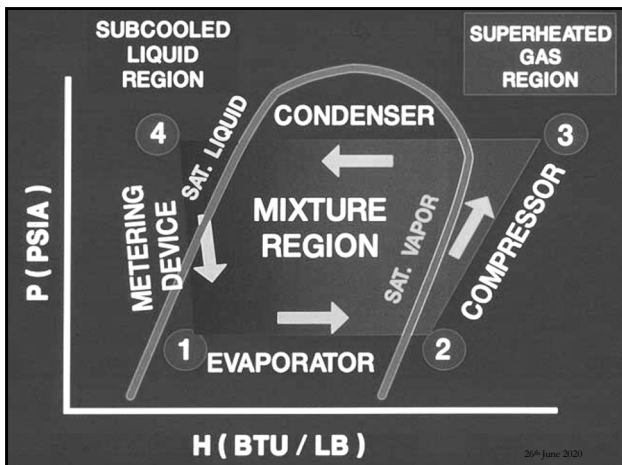 SUBCOOLED
LIQUID
REGION
SUPERHEATED
GAS
REGION
CONDENSER
4
3
SAT. LIQUID
MIXTURE
REGION
METERING
DEVICE
SAT. VAPOR
COMPRESSOR
P ( PSIA )
1
2
EVAPORATOR
H ( BTU / LB )
26th June 2020